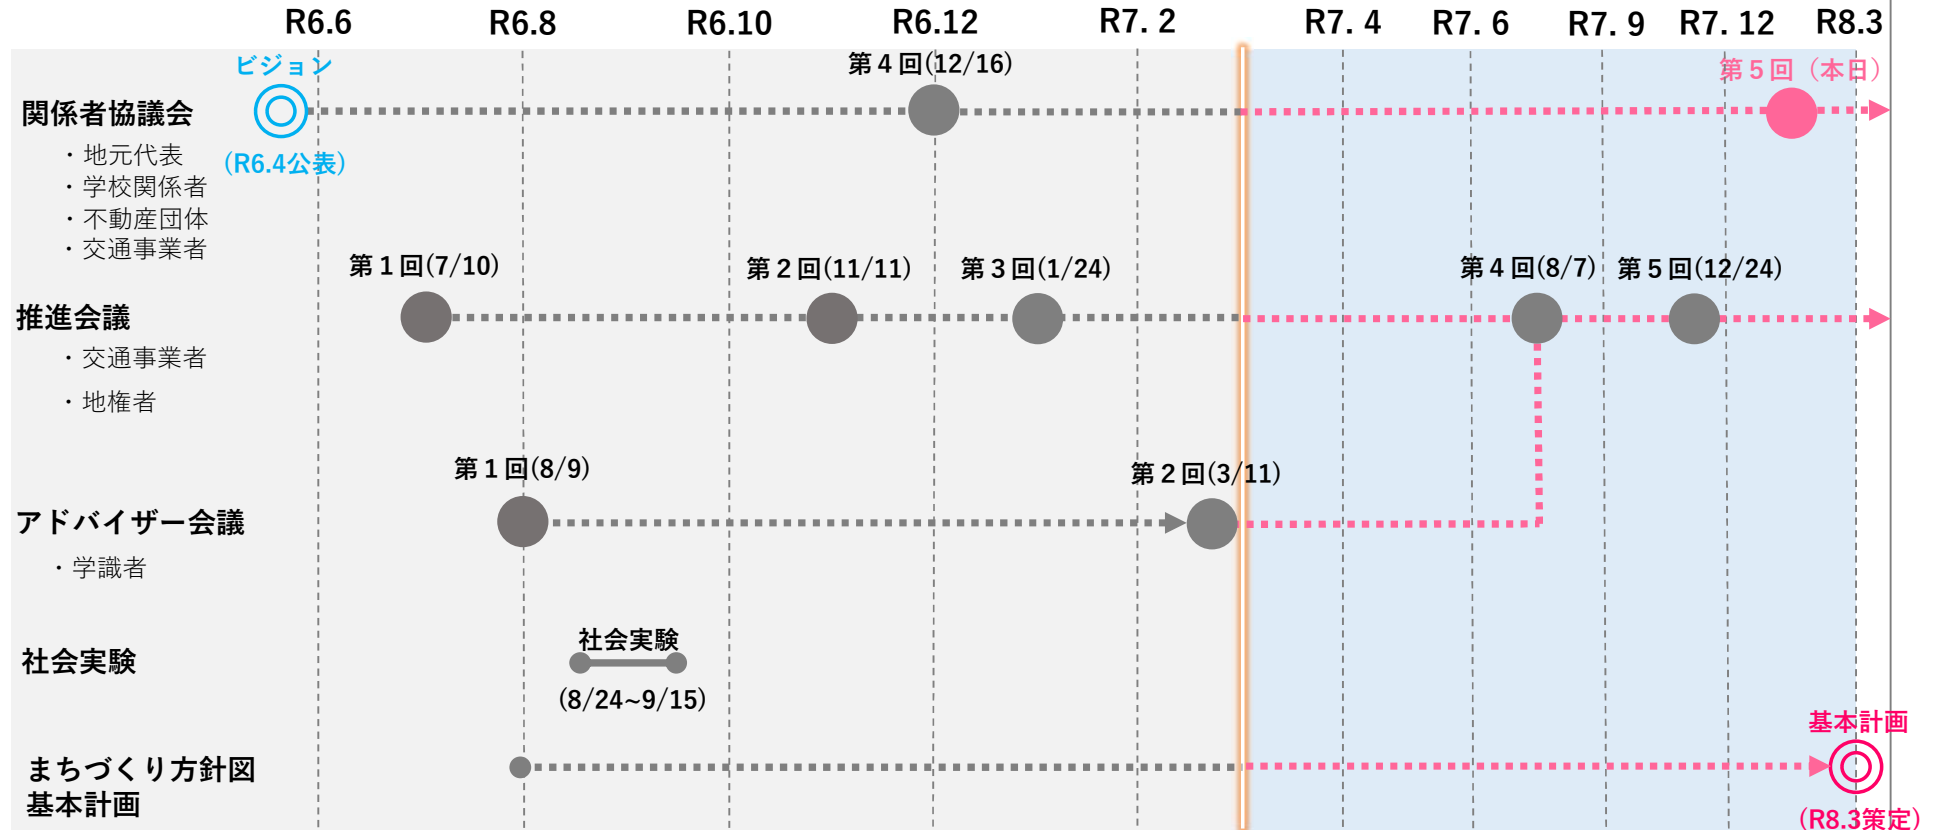 R6.6 R6.8 R6.10 R6.12 R7. 2 R7. 4 R7. 6 R7. 9 R7. 12 R8.3
ビジョン
第４回(12/16)
第５回（本日）
関係者協議会
(R6.4公表)
・地元代表
・学校関係者
・不動産団体
・交通事業者
第１回(7/10)
第２回(11/11)
第３回(1/24)
第４回(8/7)
第５回(12/24)
推進会議
・交通事業者
・地権者
第１回(8/9)
第２回(3/11)
アドバイザー会議
・学識者
社会実験
社会実験
(8/24~9/15)
基本計画
まちづくり方針図
基本計画
(R8.3策定)